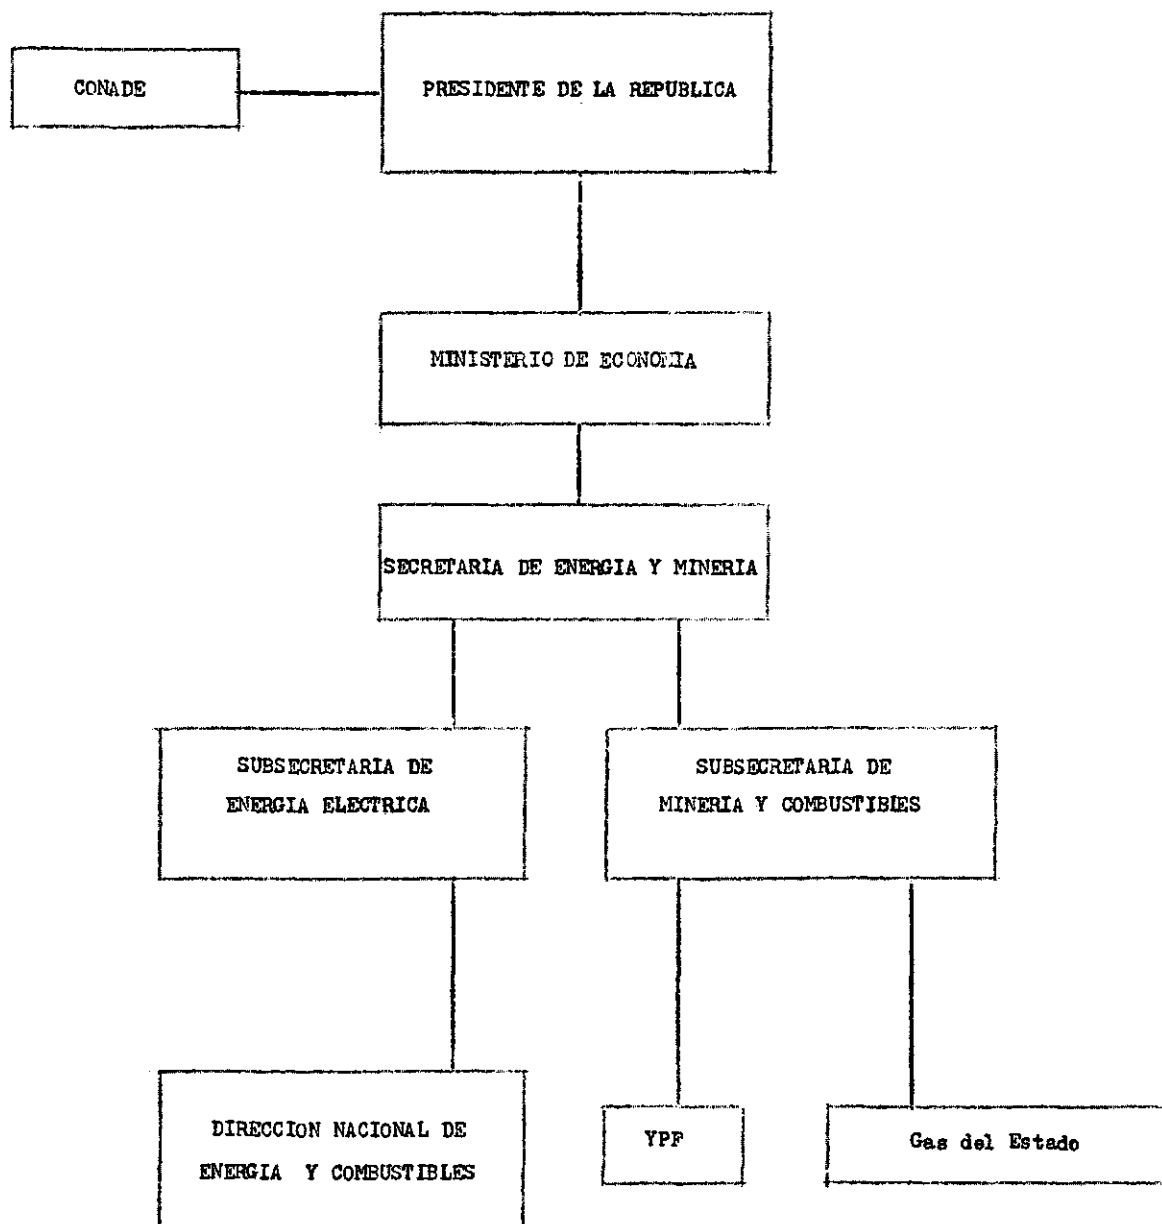 CONADE
PRESIDENTE DE LA REPUBLICA
MINISTERIO DE ECONOMIA
SECRETARIA DE ENERGIA Y MINERIA
SUBSECRETARIA DE
ENERGIA ELECTRICA
SUBSECRETARIA DE
MINERIA Y COMBUSTIBLES
DIRECCION NACIONAL DE
ENERGIA Y COMBUSTIBLES
YPF
Gas del Estado